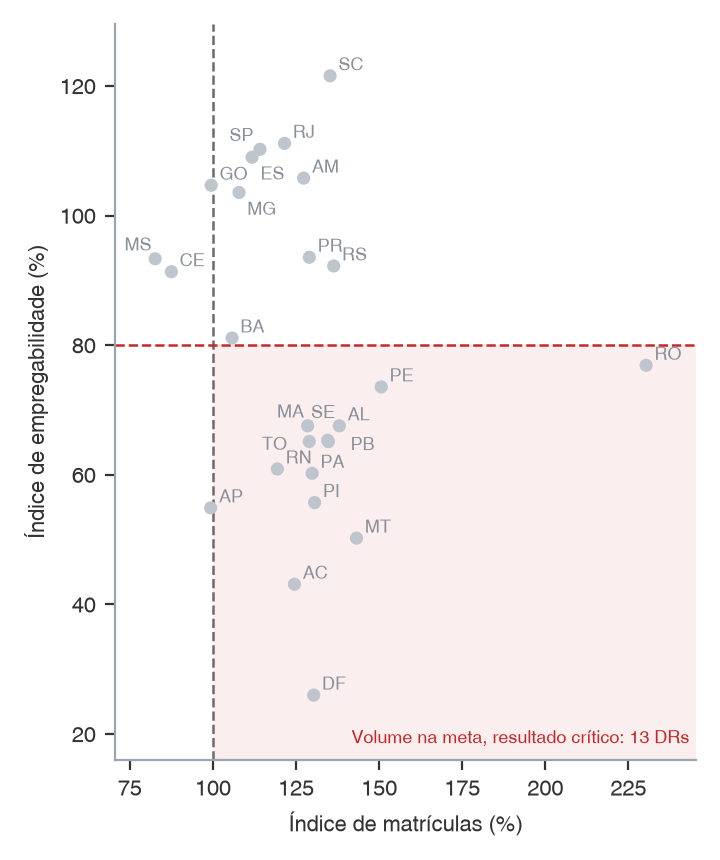 120
100
80
60
40
20
Índice de empregabilidade (%)
SC
SP
RJ
GO
ES
AM
MG
MS
CE
PR
RS
BA
RO
PE
MA
SE
AL
TO
PB
RN
PA
AP
PI
MT
AC
DF
Volume na meta, resultado crítico: 13 DRs
75
100
125
150
175
200
225
Índice de matrículas (%)